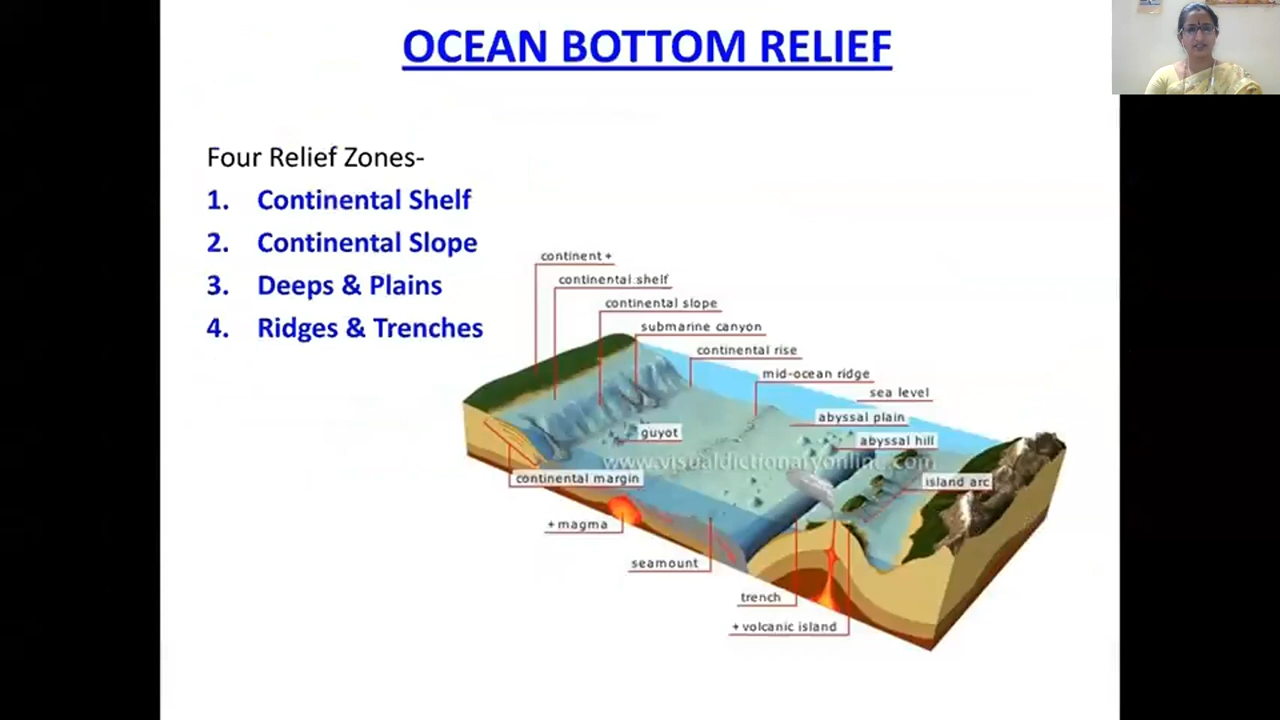 OCEAN BOTTOM RELIEF
Four Relief Zones-
1. Continental Shelf
2. Continental Slope
3. Deeps & Plains
4. Ridges & Trenches
continent +
continental shelf
continental slope
submarine canyon
continental rise
mid-ocean ridge
sea level
abyssal plain
guyot
abyssal hill
www.visualdictionaryonline.com
continental margin
island arc
+ magma
seamount
trench
+ volcanic island